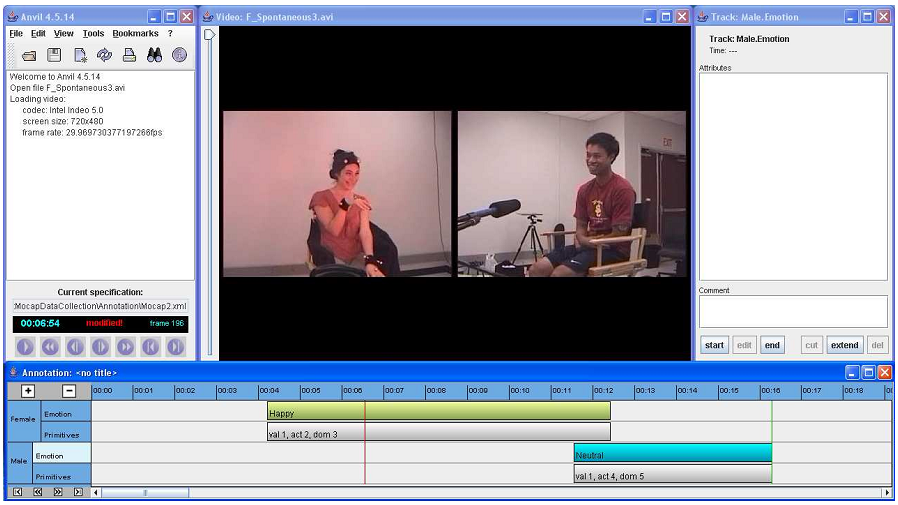 Anvil 4.5.14
File Edit View Tools Bookmarks ?
Welcome to Anvil 4.5.14
Open file F_Spontaneous3.avi
Loading video:
codec: Intel Indeo 5.0
screen size: 720x480
frame rate: 29.969730377197266fps
Current specification:
MocapDataCollection\Annotation\Mocap2.xml
00:06:54 modified! frame 196
Video: F_Spontaneous3.avi
EXIT
SC
Track: Male.Emotion
Track: Male.Emotion
Time: ---
Attributes
Comment
start edit end cut extend del
Annotation: <no title>
00:00 00:01 00:02 00:03 00:04 00:05 00:06 00:07 00:08 00:09 00:10 00:11 00:12 00:13 00:14 00:15 00:16 00:17 00:18
Female Emotion Happy
Primitives val 1, act 2, dom 3
Male Emotion Neutral
Primitives val 1, act 4, dom 5